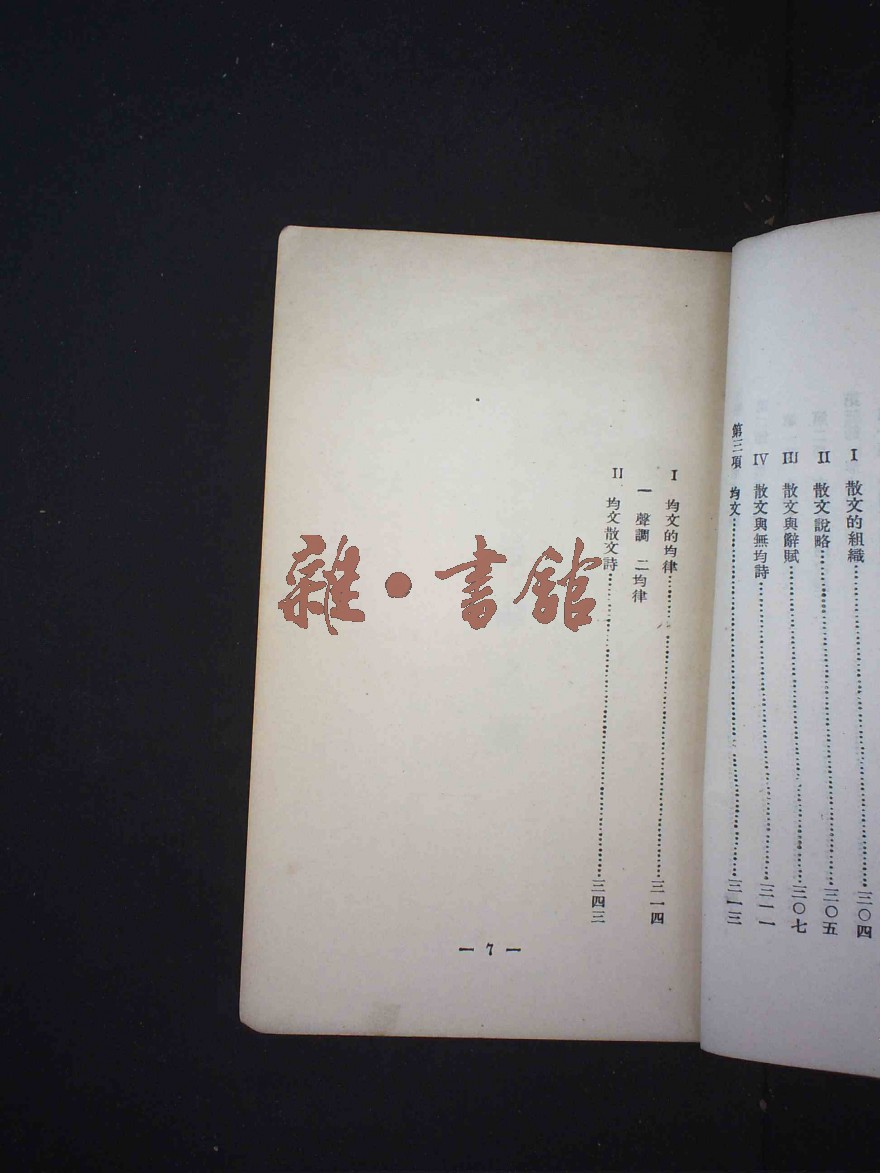 I 散文的組織……三〇四
II 散文說略……三〇五
III 散文與辭賦……三〇七
IV 散文與無均詩……三一一
第三項 均文……三一三
I 均文的均律……三一四
一 聲調 二 均律
II 均文散文詩……三四三
— 7 —
雜·書館